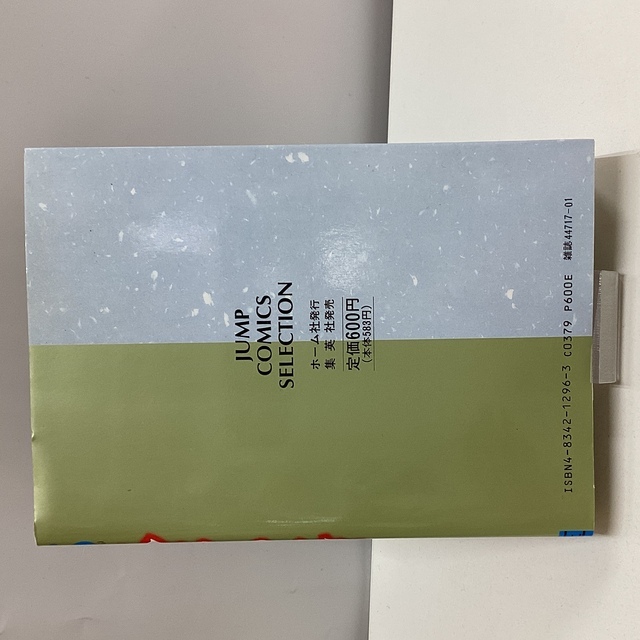 JUMP
COMICS
SELECTION
ホーム社発行
集英社発売
定価600円
(本体583円)
ISBN4-8342-1296-3 C0379 P600E 雑誌44717-01